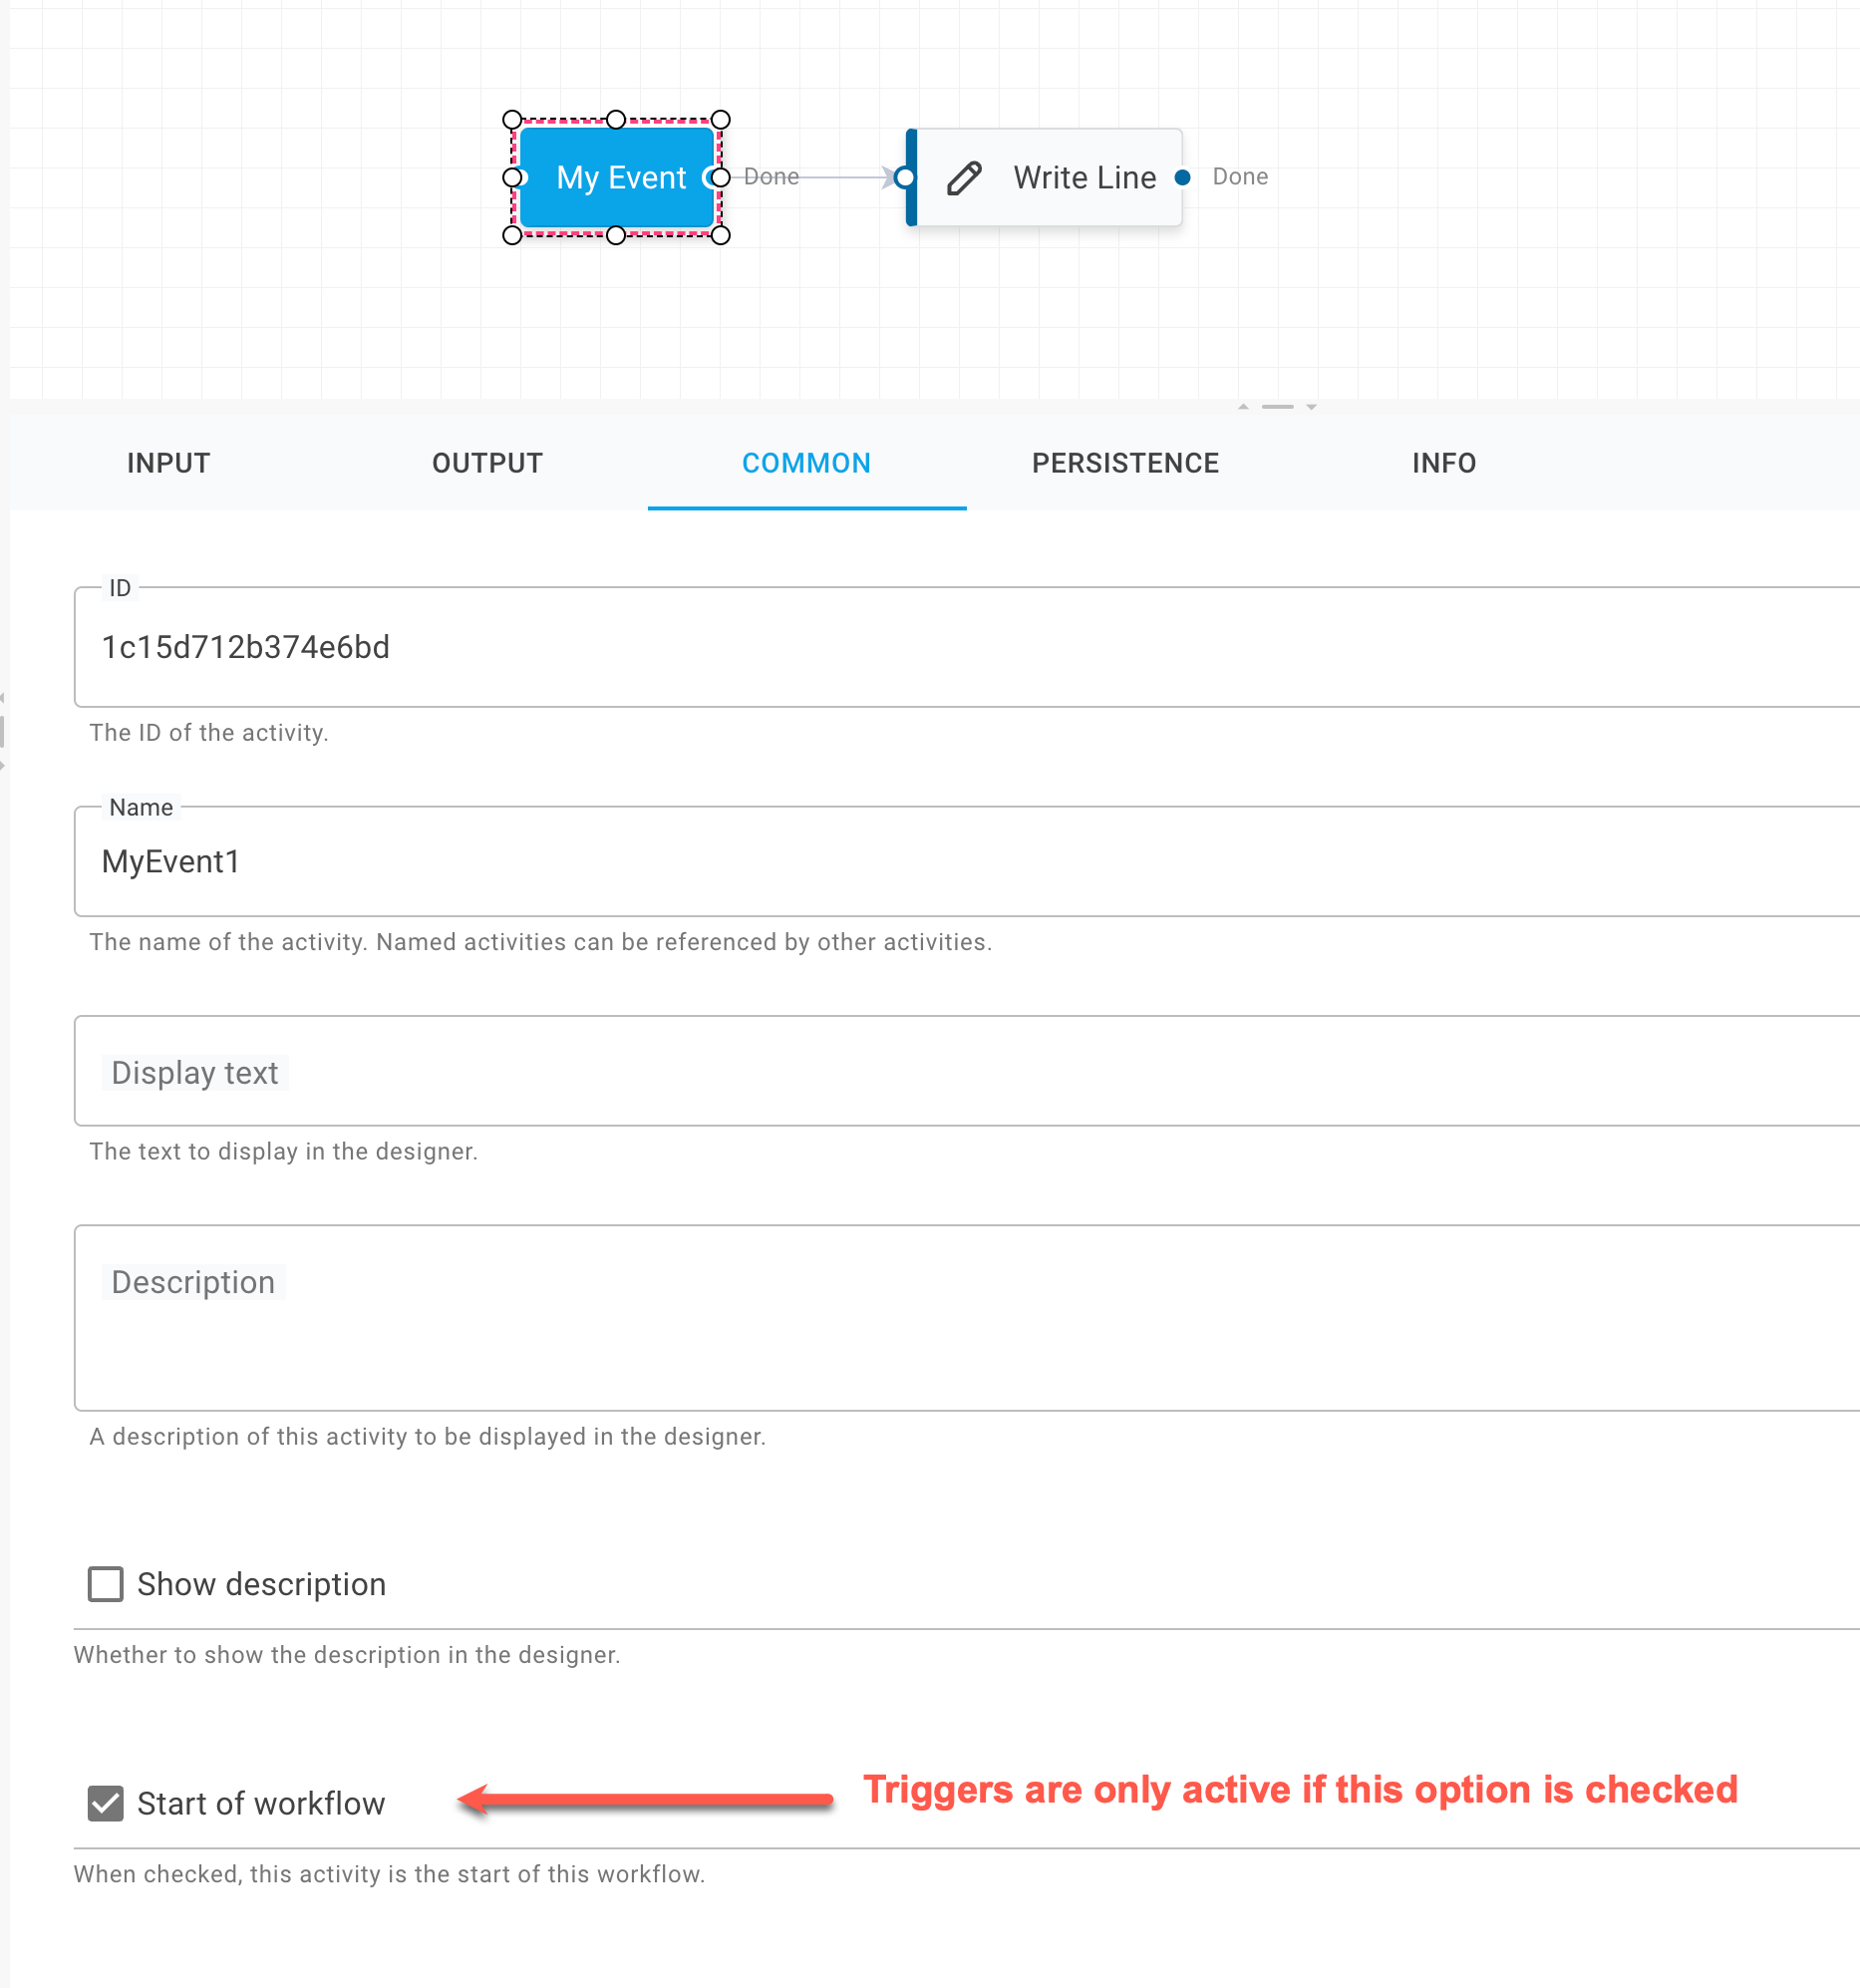 My Event
Done
Write Line
Done
INPUT
OUTPUT
COMMON
PERSISTENCE
INFO
ID
1c15d712b374e6bd
The ID of the activity.
Name
MyEvent1
The name of the activity. Named activities can be referenced by other activities.
Display text
The text to display in the designer.
Description
A description of this activity to be displayed in the designer.
Show description
Whether to show the description in the designer.
Start of workflow
Triggers are only active if this option is checked
When checked, this activity is the start of this workflow.